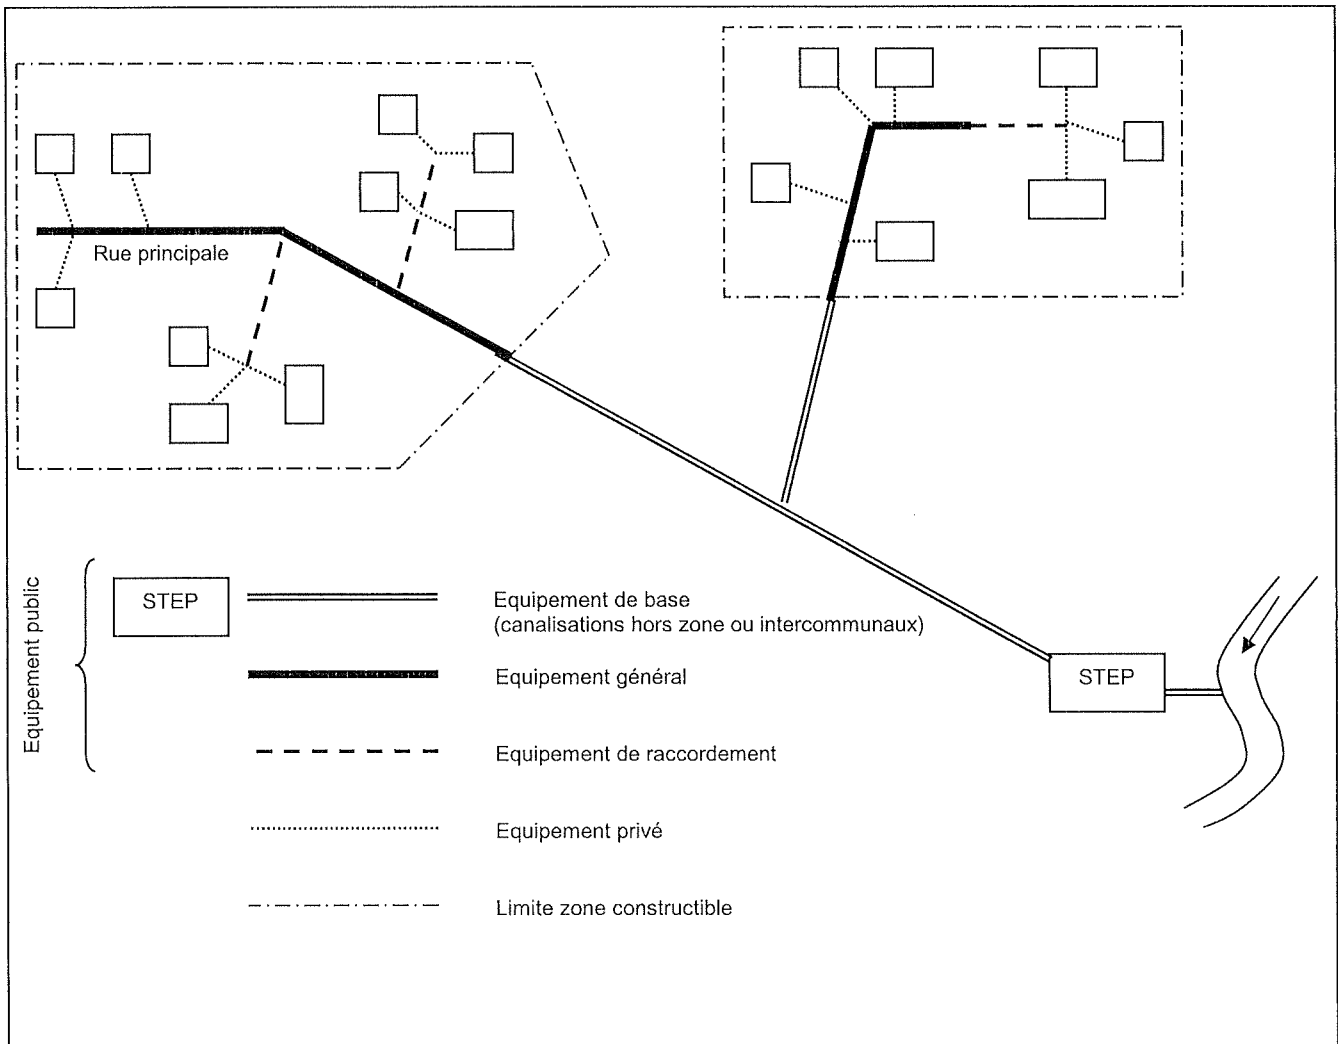 Rue principale
Equipement public
STEP
Equipement de base
(canalisations hors zone ou intercommunaux)
Equipement général
STEP
Equipement de raccordement
Equipement privé
Limite zone constructible